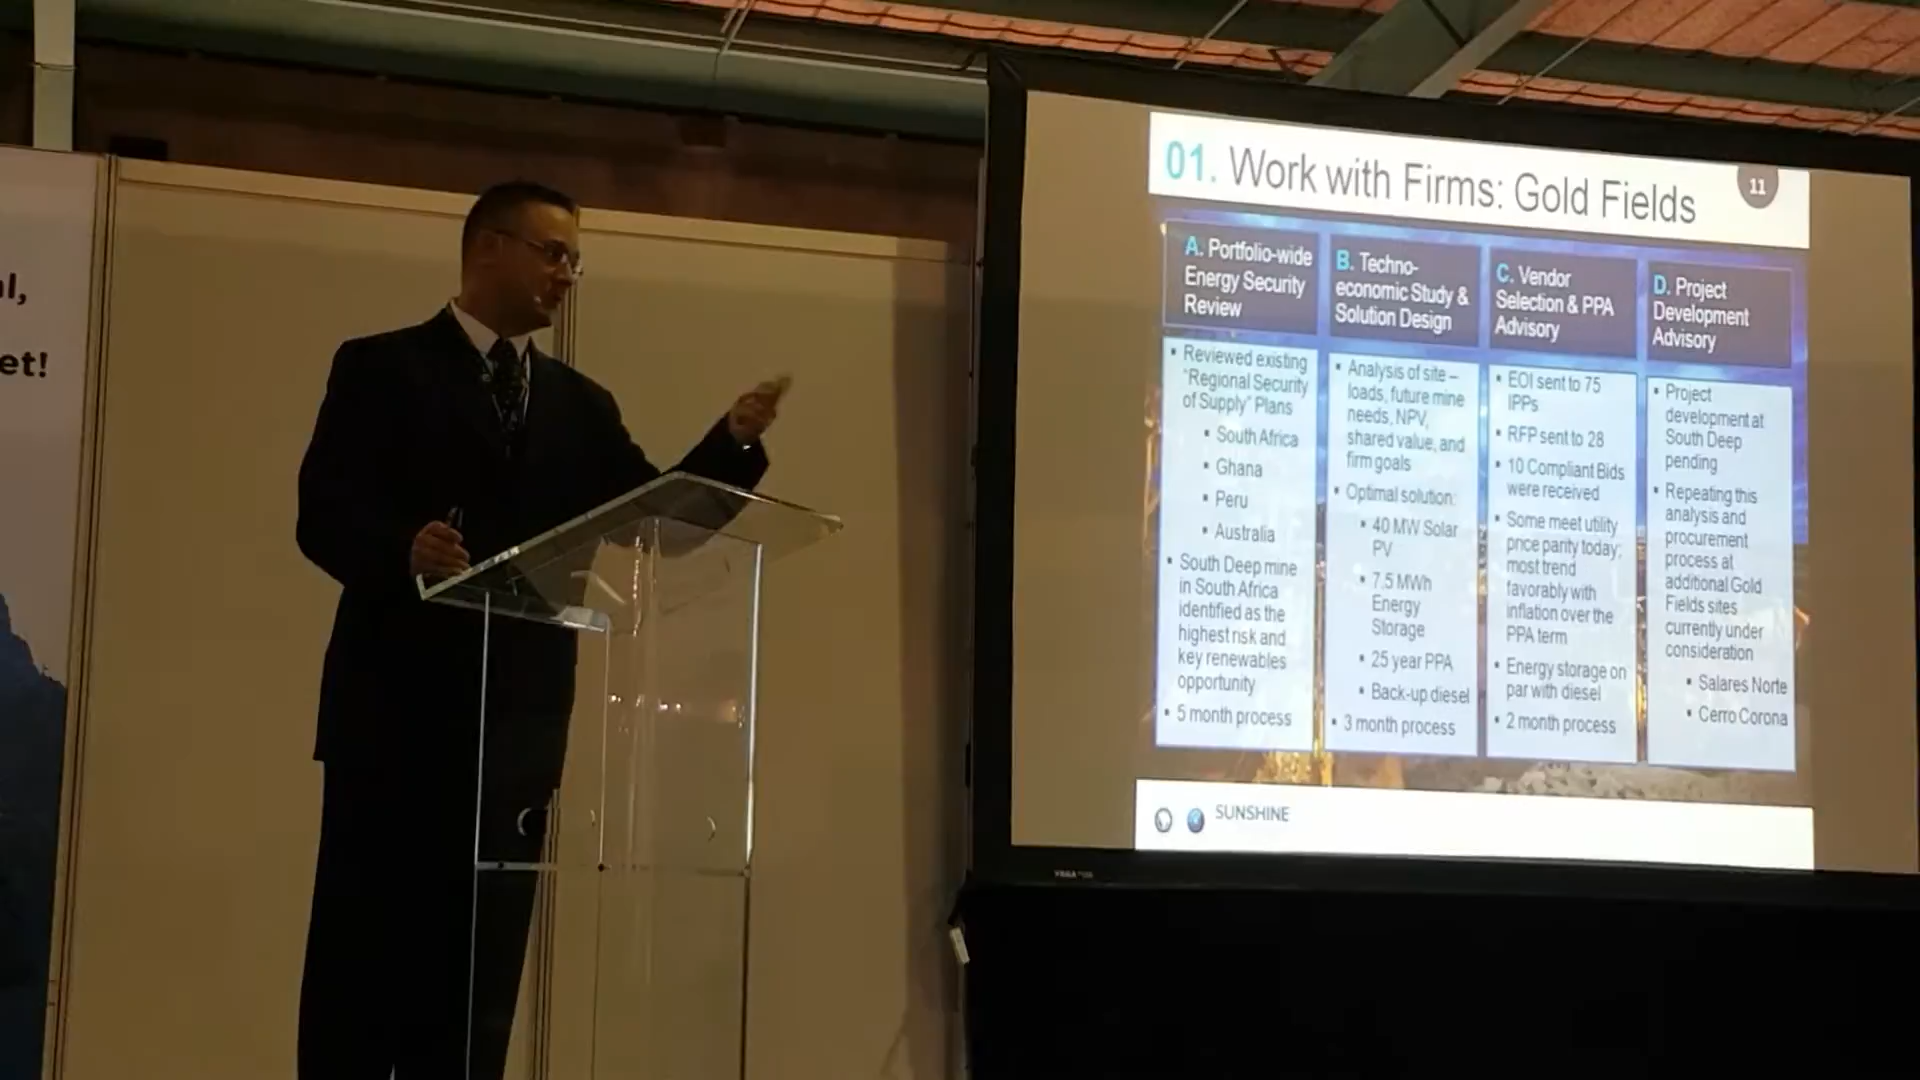 l,
et!
01. Work with Firms: Gold Fields
11
A. Portfolio-wide
Energy Security
Review
▪ Reviewed existing
"Regional Security
of Supply" Plans
▪ South Africa
▪ Ghana
▪ Peru
▪ Australia
▪ South Deep mine
in South Africa
identified as the
highest risk and
key renewables
opportunity
▪ 5 month process
B. Techno-
economic Study &
Solution Design
▪ Analysis of site –
loads, future mine
needs, NPV,
shared value, and
firm goals
▪ Optimal solution:
▪ 40 MW Solar
PV
▪ 7.5 MWh
Energy
Storage
▪ 25 year PPA
▪ Back-up diesel
▪ 3 month process
C. Vendor
Selection & PPA
Advisory
▪ EOI sent to 75
IPPs
▪ RFP sent to 28
▪ 10 Compliant Bids
were received
▪ Some meet utility
price parity today;
most trend
favorably with
inflation over the
PPA term
▪ Energy storage on
par with diesel
▪ 2 month process
D. Project
Development
Advisory
▪ Project
development at
South Deep
pending
▪ Repeating this
analysis and
procurement
process at
additional Gold
Fields sites
currently under
consideration
▪ Salares Norte
▪ Cerro Corona
SUNSHINE